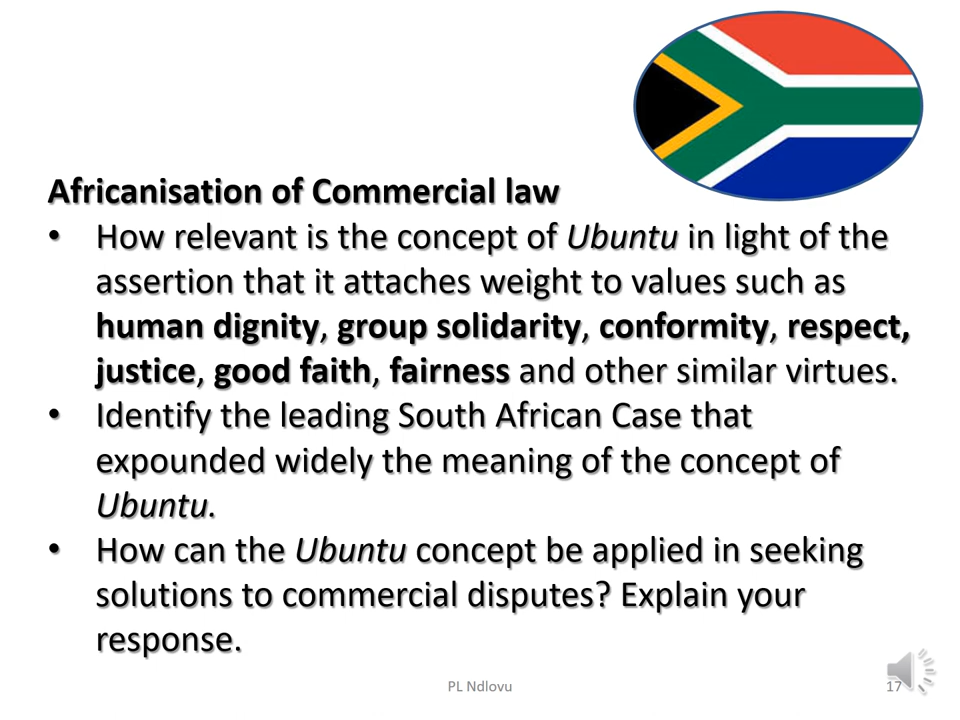 Africanisation of Commercial law
• How relevant is the concept of Ubuntu in light of the
assertion that it attaches weight to values such as
human dignity, group solidarity, conformity, respect,
justice, good faith, fairness and other similar virtues.
• Identify the leading South African Case that
expounded widely the meaning of the concept of
Ubuntu.
• How can the Ubuntu concept be applied in seeking
solutions to commercial disputes? Explain your
response.
PL Ndlovu
17